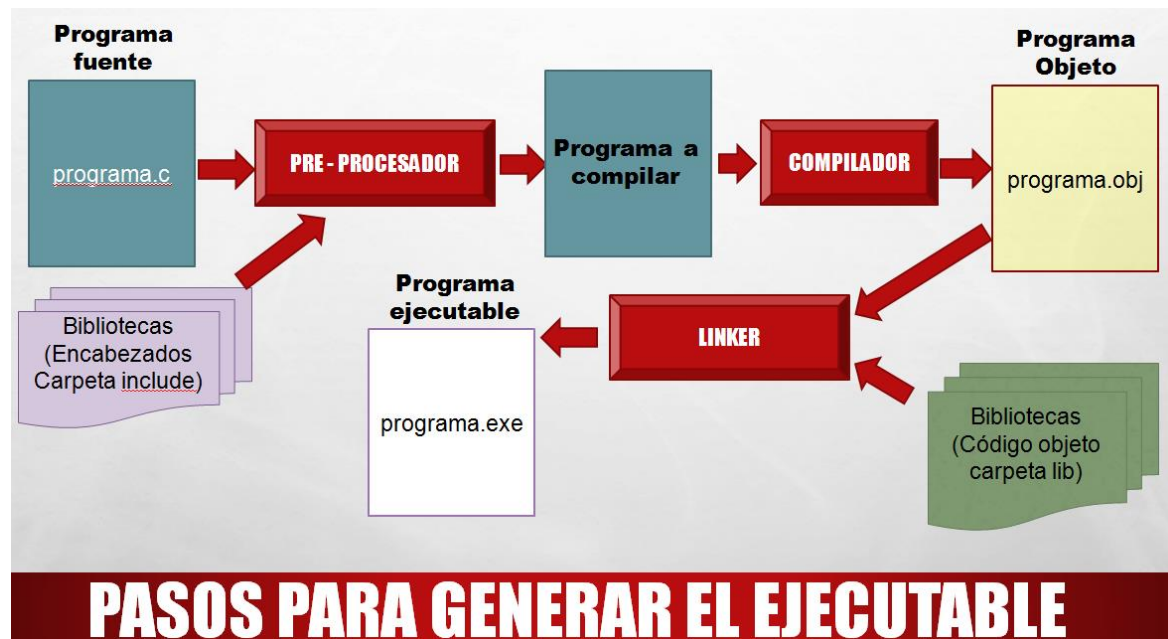 Programa
fuente
programa.c
PRE - PROCESADOR
Programa a
compilar
COMPILADOR
Programa
Objeto
programa.obj
Bibliotecas
(Encabezados
Carpeta include)
Programa
ejecutable
programa.exe
LINKER
Bibliotecas
(Código objeto
carpeta lib)
PASOS PARA GENERAR EL EJECUTABLE